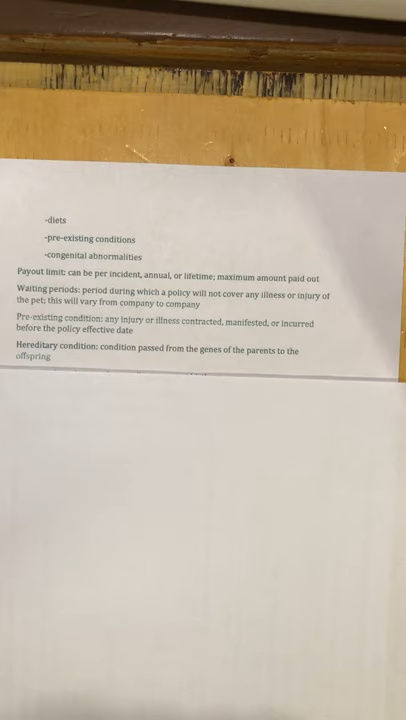 -diets
-pre-existing conditions
-congenital abnormalities
Payout limit: can be per incident, annual, or lifetime; maximum amount paid out
Waiting periods: period during which a policy will not cover any illness or injury of
the pet; this will vary from company to company
Pre-existing condition: any injury or illness contracted, manifested, or incurred
before the policy effective date
Hereditary condition: condition passed from the genes of the parents to the
offspring